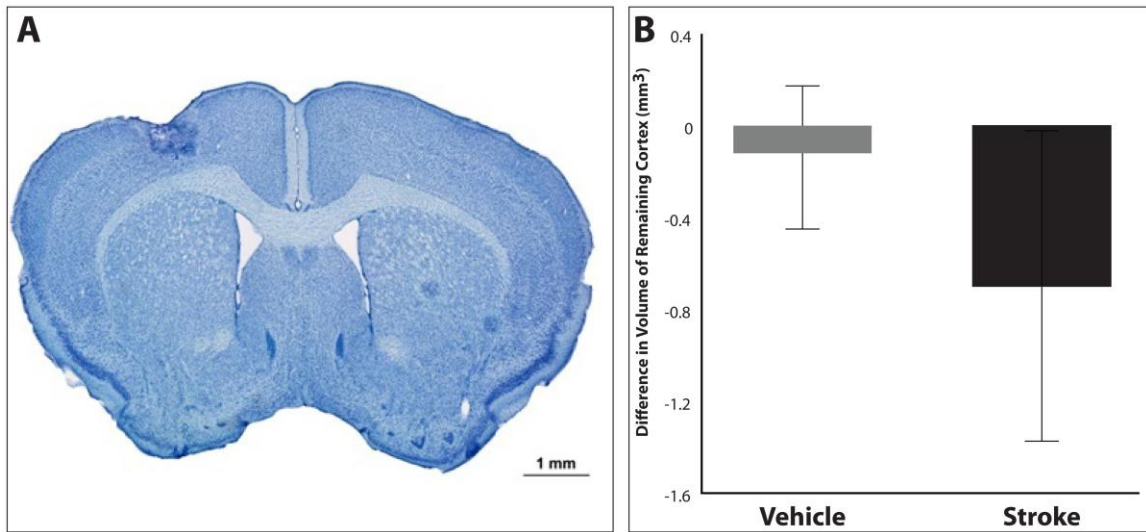 A
1 mm
B
Difference in Volume of Remaining Cortex (mm³)
0.4
0
-0.4
-0.8
-1.2
-1.6
Vehicle
Stroke